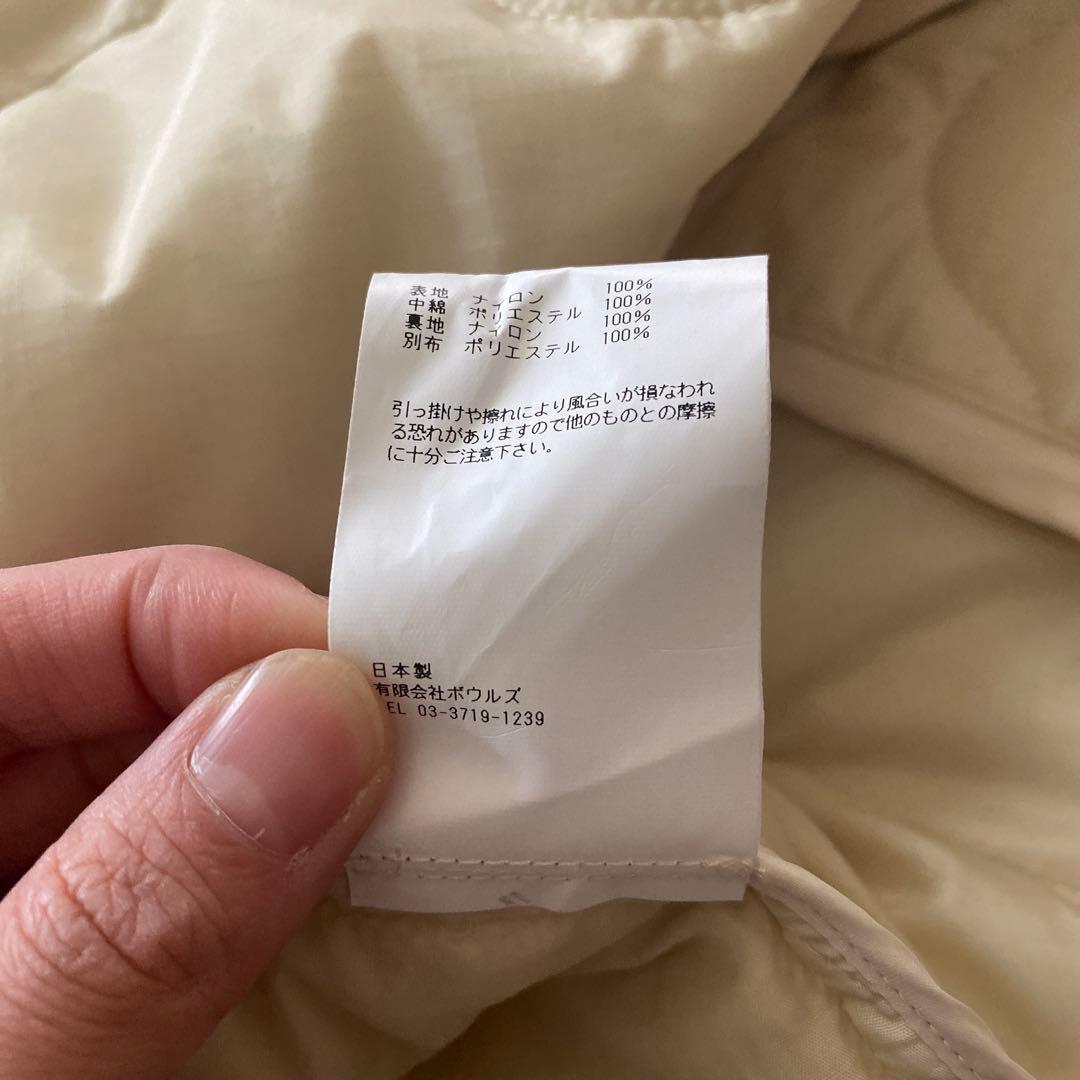 表地 ナイロン 100%
中綿 ポリエステル 100%
裏地 ナイロン 100%
別布 ポリエステル 100%
引っ掛けや擦れにより風合いが損なわれ
る恐れがありますので他のものとの摩擦
に十分ご注意下さい。
日本製
有限会社ボウルズ
EL 03-3719-1239